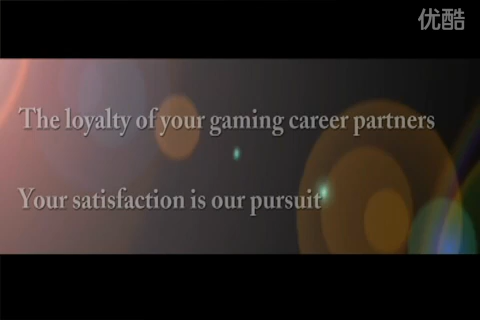 优酷
The loyalty of your gaming career partners
Your satisfaction is our pursuit